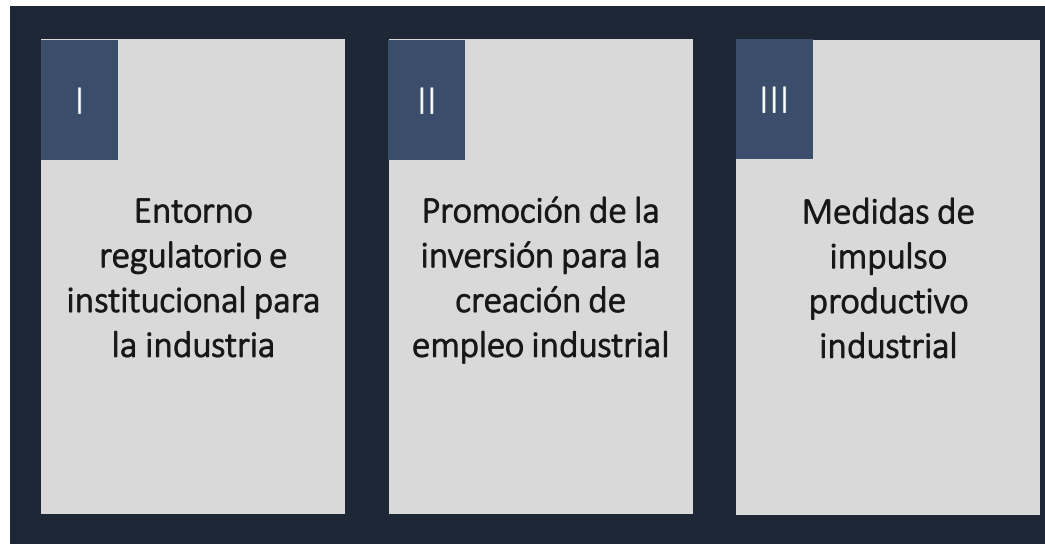 I
Entorno
regulatorio e
institucional para
la industria
II
Promoción de la
inversión para la
creación de
empleo industrial
III
Medidas de
impulso
productivo
industrial